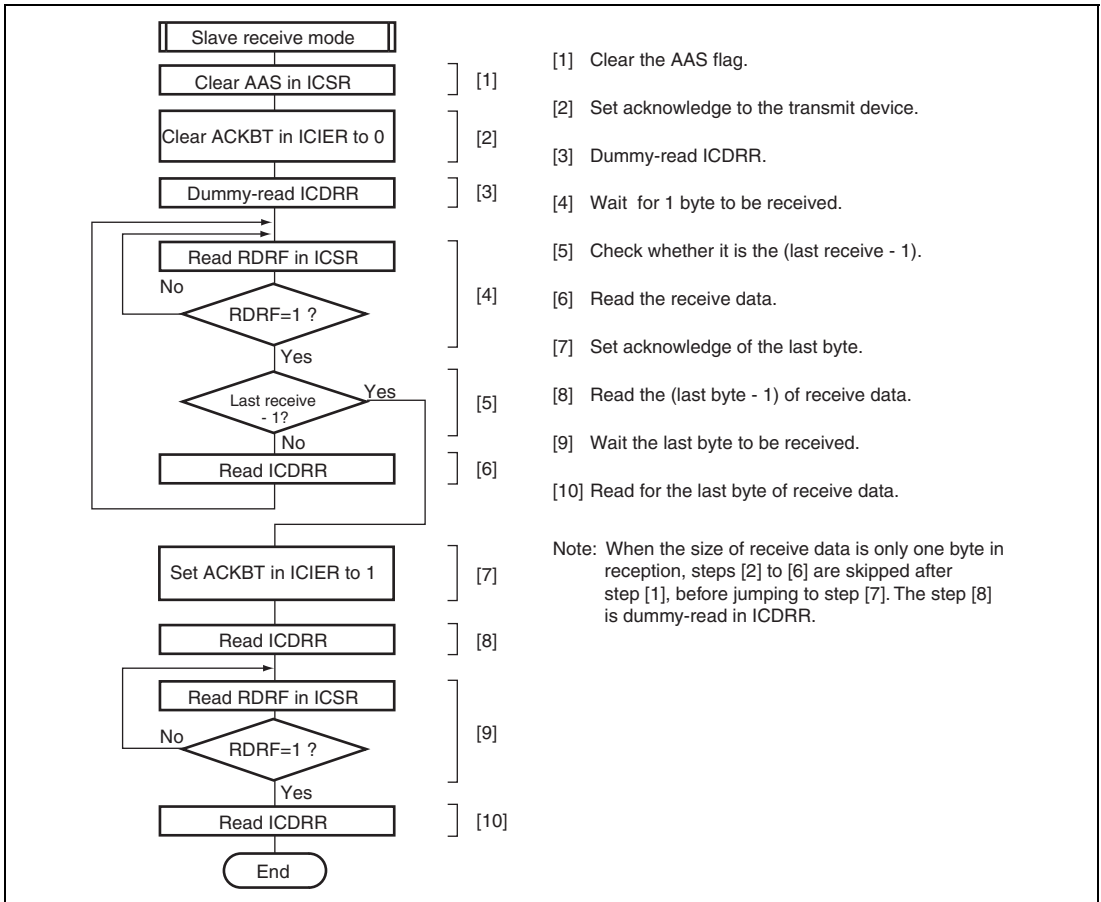 Slave receive mode
Clear AAS in ICSR
[1]
Clear ACKBT in ICIER to 0
[2]
Dummy-read ICDRR
[3]
Read RDRF in ICSR
No
RDRF=1 ?
[4]
Yes
Last receive
- 1?
Yes
[5]
No
Read ICDRR
[6]
Set ACKBT in ICIER to 1
[7]
Read ICDRR
[8]
Read RDRF in ICSR
No
RDRF=1 ?
[9]
Yes
Read ICDRR
[10]
End
[1] Clear the AAS flag.
[2] Set acknowledge to the transmit device.
[3] Dummy-read ICDRR.
[4] Wait for 1 byte to be received.
[5] Check whether it is the (last receive - 1).
[6] Read the receive data.
[7] Set acknowledge of the last byte.
[8] Read the (last byte - 1) of receive data.
[9] Wait the last byte to be received.
[10] Read for the last byte of receive data.
Note: When the size of receive data is only one byte in
reception, steps [2] to [6] are skipped after
step [1], before jumping to step [7]. The step [8]
is dummy-read in ICDRR.